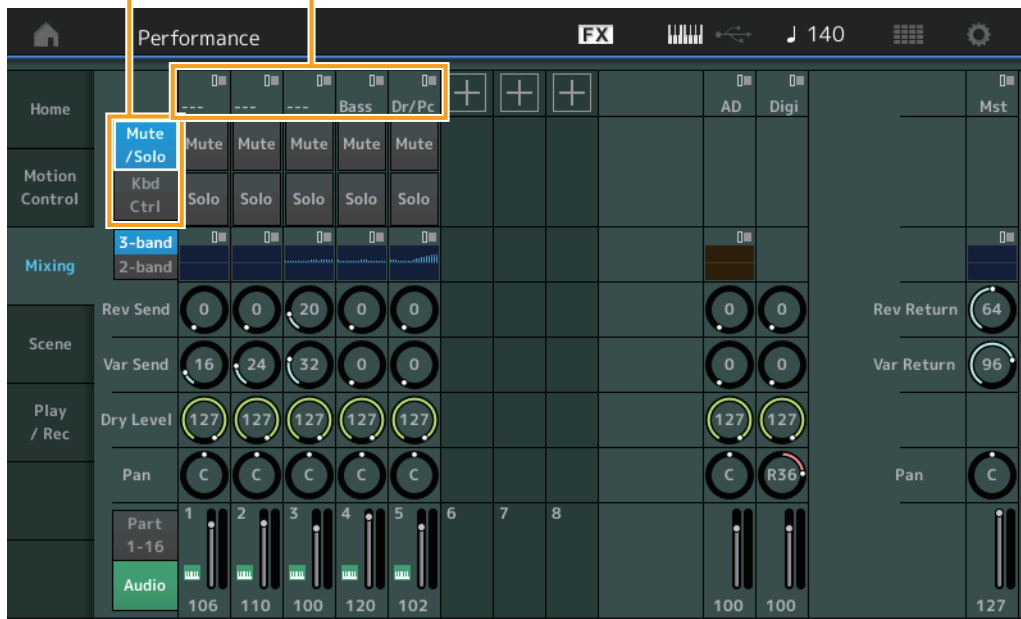 Performance FX ♩ 140
Home
--- --- --- Bass Dr/Pc + + + AD Digi Mst
Mute
/Solo
Mute Mute Mute Mute Mute
Motion
Control
Kbd
Ctrl
Solo Solo Solo Solo Solo
Mixing
3-band
2-band
Rev Send 0 0 20 0 0 0 0 Rev Return 64
Scene
Var Send 16 24 32 0 0 0 0 Var Return 96
Play
/ Rec
Dry Level 127 127 127 127 127 127 127
Pan C C C C C C R36 Pan C
Part
1-16
1 2 3 4 5 6 7 8
Audio
106 110 100 120 102 100 100 127